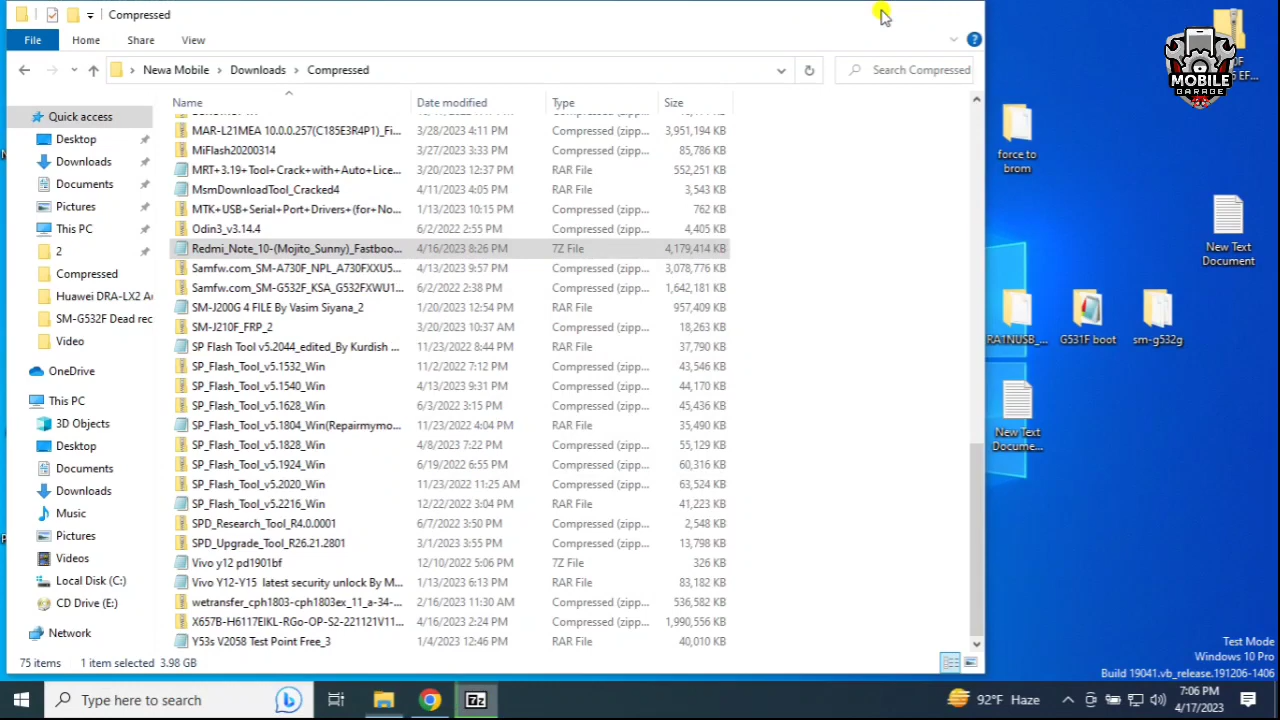 Compressed
File Home Share View
Newa Mobile > Downloads > Compressed
Search Compressed
Name Date modified Type Size
MAR-L21MEA 10.0.0.257(C185E3R4P1)_Fi... 3/28/2023 4:11 PM Compressed (zipp... 3,951,194 KB
MiFlash20200314 3/27/2023 3:33 PM Compressed (zipp... 85,786 KB
MRT+3.19+Tool+Crack+with+Auto+Lice... 3/20/2023 12:37 PM RAR File 552,251 KB
MsmDownloadTool_Cracked4 4/11/2023 4:05 PM RAR File 3,543 KB
MTK+USB+Serial+Port+Drivers+(for+No... 1/13/2023 10:15 PM Compressed (zipp... 762 KB
Odin3_v3.14.4 6/2/2022 2:55 PM Compressed (zipp... 4,405 KB
Redmi_Note_10-(Mojito_Sunny)_Fastboo... 4/16/2023 8:26 PM 7Z File 4,179,414 KB
Samfw.com_SM-A730F_NPL_A730FXXU5... 4/13/2023 9:57 PM Compressed (zipp... 3,078,776 KB
Samfw.com_SM-G532F_KSA_G532FXWU1... 6/2/2022 2:38 PM Compressed (zipp... 1,642,181 KB
SM-J200G 4 FILE By Vasim Siyana_2 1/20/2023 12:54 PM RAR File 957,409 KB
SM-J210F_FRP_2 3/20/2023 10:37 AM RAR File 18,263 KB
SP Flash Tool v5.2044_edited_By Kurdish ... 11/23/2022 8:44 PM RAR File 37,790 KB
SP_Flash_Tool_v5.1532_Win 11/2/2022 7:12 PM Compressed (zipp... 43,546 KB
SP_Flash_Tool_v5.1540_Win 4/13/2023 9:31 PM Compressed (zipp... 44,170 KB
SP_Flash_Tool_v5.1628_Win 6/3/2022 3:15 PM Compressed (zipp... 45,436 KB
SP_Flash_Tool_v5.1804_Win(Repairmymo... 11/23/2022 4:04 PM RAR File 35,490 KB
SP_Flash_Tool_v5.1828_Win 4/8/2023 7:22 PM Compressed (zipp... 55,129 KB
SP_Flash_Tool_v5.1924_Win 6/19/2022 6:55 PM Compressed (zipp... 60,316 KB
SP_Flash_Tool_v5.2020_Win 11/23/2022 11:25 AM Compressed (zipp... 63,524 KB
SP_Flash_Tool_v5.2216_Win 12/22/2022 3:04 PM RAR File 41,223 KB
SPD_Research_Tool_R4.0.0001 6/7/2022 3:50 PM Compressed (zipp... 2,548 KB
SPD_Upgrade_Tool_R26.21.2801 3/1/2023 3:55 PM Compressed (zipp... 13,798 KB
Vivo y12 pd1901bf 12/10/2022 5:06 PM 7Z File 326 KB
Vivo Y12-Y15 latest security unlock By M... 1/13/2023 6:13 PM RAR File 83,182 KB
wetransfer_cph1803-cph1803ex_11_a-34-... 2/16/2023 11:30 AM Compressed (zipp... 536,582 KB
X657B-H6117EIKL-RGo-OP-S2-221121V11... 4/16/2023 2:24 PM Compressed (zipp... 1,990,556 KB
Y53s V2058 Test Point Free_3 1/4/2023 12:46 PM RAR File 40,010 KB
Quick access
Desktop
Downloads
Documents
Pictures
This PC
2
Compressed
Huawei DRA-LX2 A
SM-G532F Dead rec
Video
OneDrive
This PC
3D Objects
Desktop
Documents
Downloads
Music
Pictures
Videos
Local Disk (C:)
CD Drive (E:)
Network
75 items 1 item selected 3.98 GB
MOBILE
GARAGE
force to
brom
New Text
Document
RA1NUSB_...
G531F boot
sm-g532g
New Text
Docume...
Test Mode
Windows 10 Pro
Build 19041.vb_release.191206-1406
Type here to search
7z
92°F Haze
7:06 PM
4/17/2023